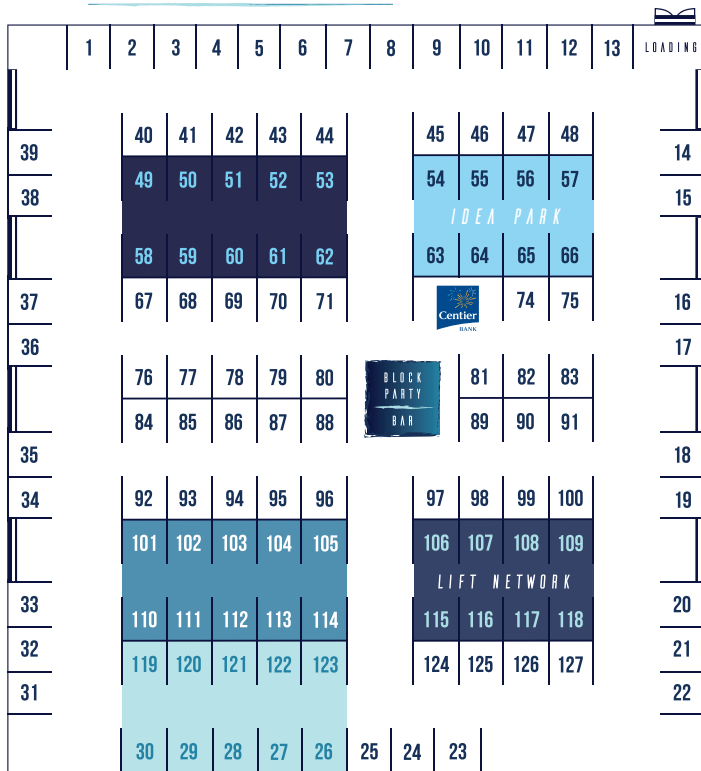 1 2 3 4 5 6 7 8 9 10 11 12 13 LOADING
40 41 42 43 44 45 46 47 48
39 14
49 50 51 52 53 54 55 56 57
38 15
IDEA PARK
58 59 60 61 62 63 64 65 66
37 67 68 69 70 71 74 75 16
Centier
BANK
36 17
76 77 78 79 80 81 82 83
BLOCK
PARTY
BAR
84 85 86 87 88 89 90 91
35 18
34 92 93 94 95 96 97 98 99 100 19
101 102 103 104 105 106 107 108 109
LIFT NETWORK
33 20
110 111 112 113 114 115 116 117 118
32 21
119 120 121 122 123 124 125 126 127
31 22
30 29 28 27 26 25 24 23